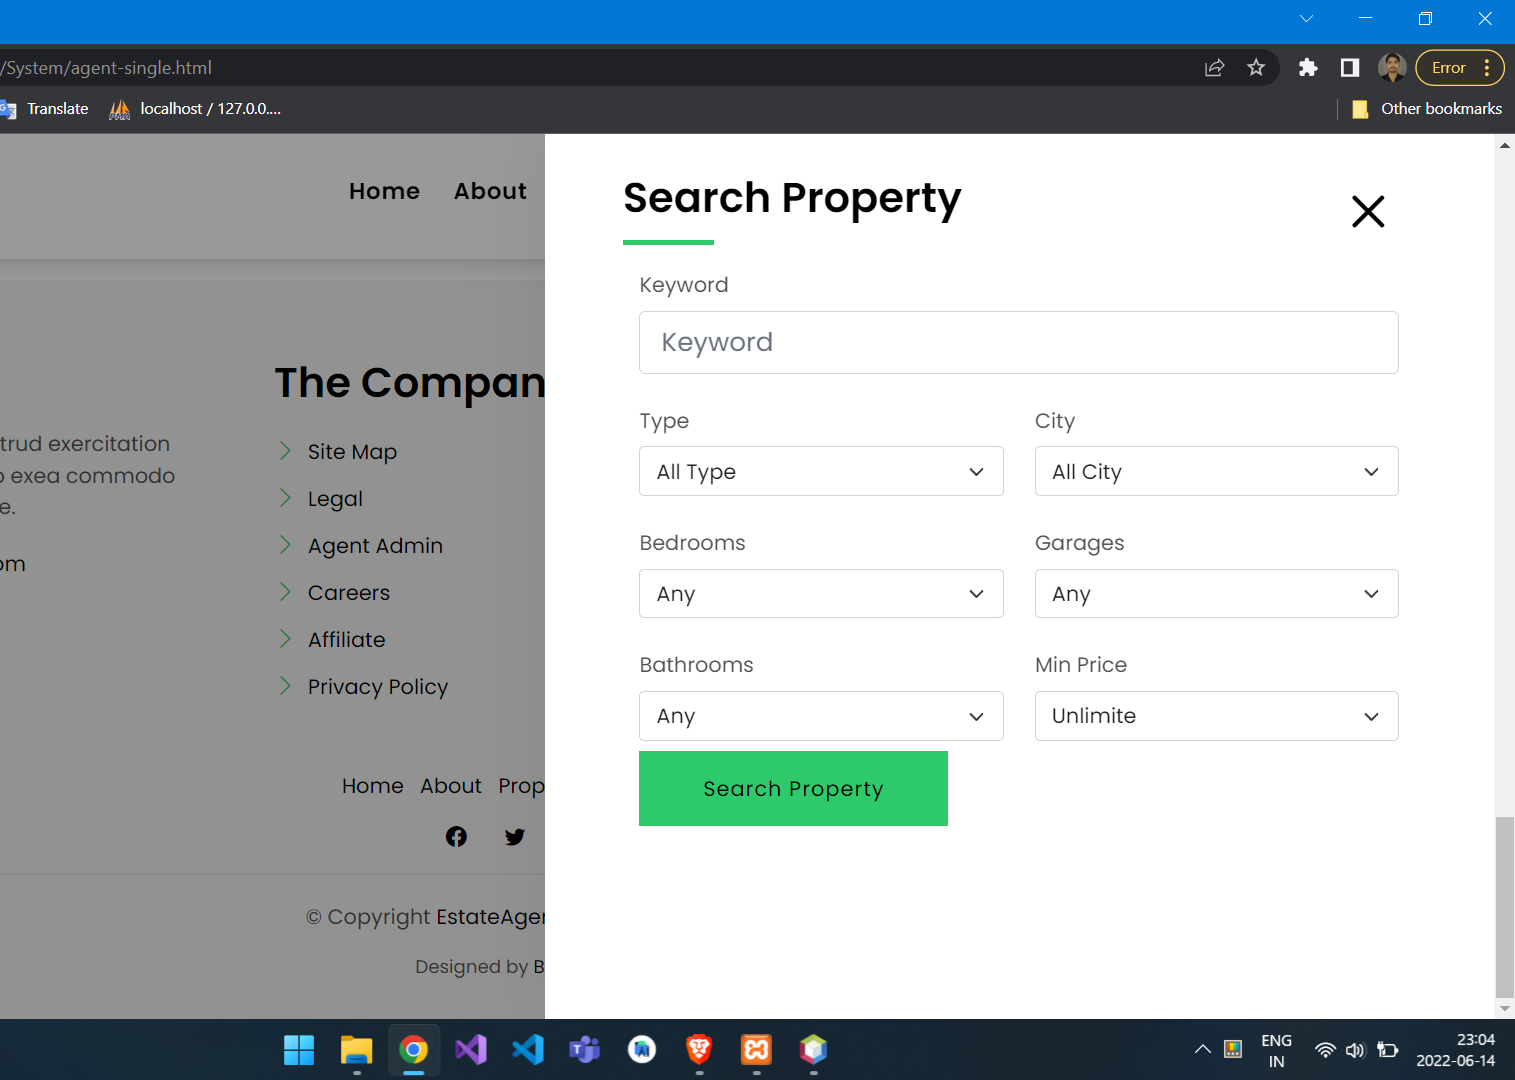 /System/agent-single.html
Error
Translate
localhost / 127.0.0....
Other bookmarks
Home About
Search Property
Keyword
Keyword
Type
City
All Type
All City
Bedrooms
Garages
Any
Any
Bathrooms
Min Price
Any
Unlimite
Search Property
The Compan
trud exercitation
exea commodo
e.
om
Site Map
Legal
Agent Admin
Careers
Affiliate
Privacy Policy
Home About Prop
© Copyright EstateAgen
Designed by B
ENG
IN
23:04
2022-06-14